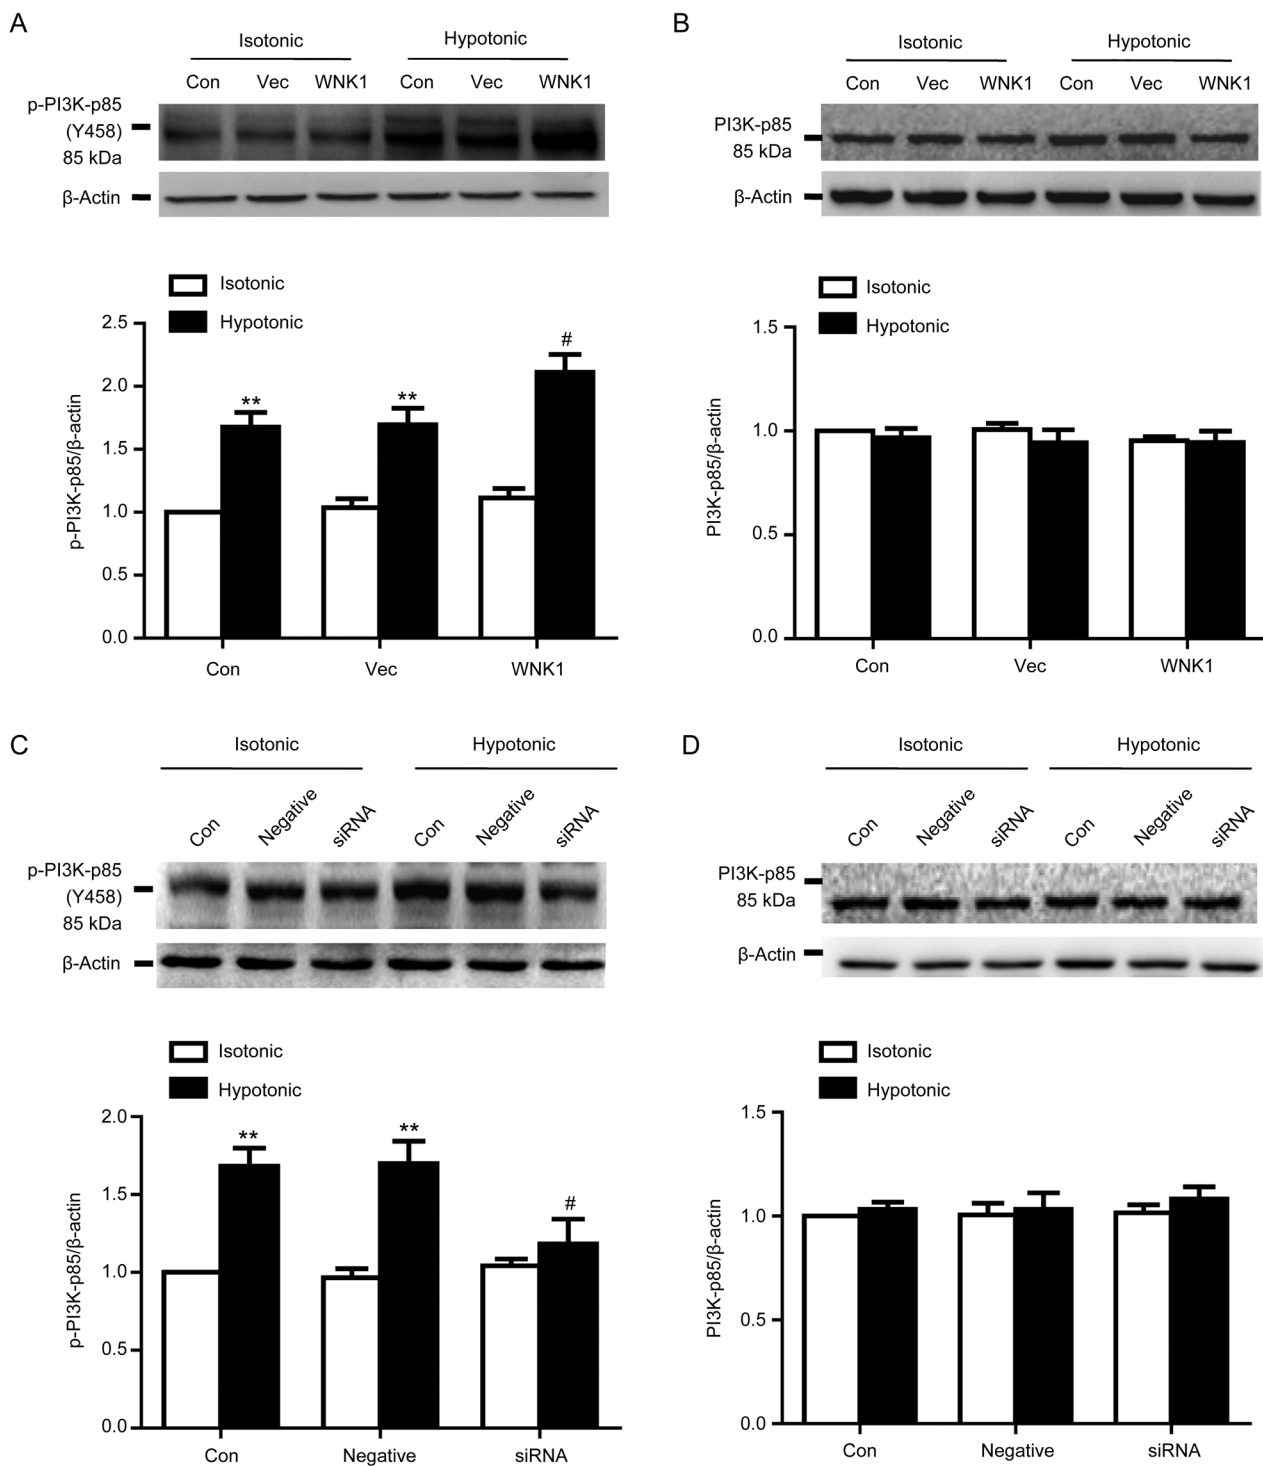 A
Isotonic
Hypotonic
Con Vec WNK1 Con Vec WNK1
p-PI3K-p85
(Y458)
85 kDa
β-Actin
Isotonic
Hypotonic
p-PI3K-p85/β-actin
2.5
2.0
1.5
1.0
0.5
0.0
** ** #
Con Vec WNK1
B
Isotonic
Hypotonic
Con Vec WNK1 Con Vec WNK1
PI3K-p85
85 kDa
β-Actin
Isotonic
Hypotonic
PI3K-p85/β-actin
1.5
1.0
0.5
0.0
Con Vec WNK1
C
Isotonic
Hypotonic
Con Negative siRNA Con Negative siRNA
p-PI3K-p85
(Y458)
85 kDa
β-Actin
Isotonic
Hypotonic
p-PI3K-p85/β-actin
2.0
1.5
1.0
0.5
0.0
** ** #
Con Negative siRNA
D
Isotonic
Hypotonic
Con Negative siRNA Con Negative siRNA
PI3K-p85
85 kDa
β-Actin
Isotonic
Hypotonic
PI3K-p85/β-actin
1.5
1.0
0.5
0.0
Con Negative siRNA